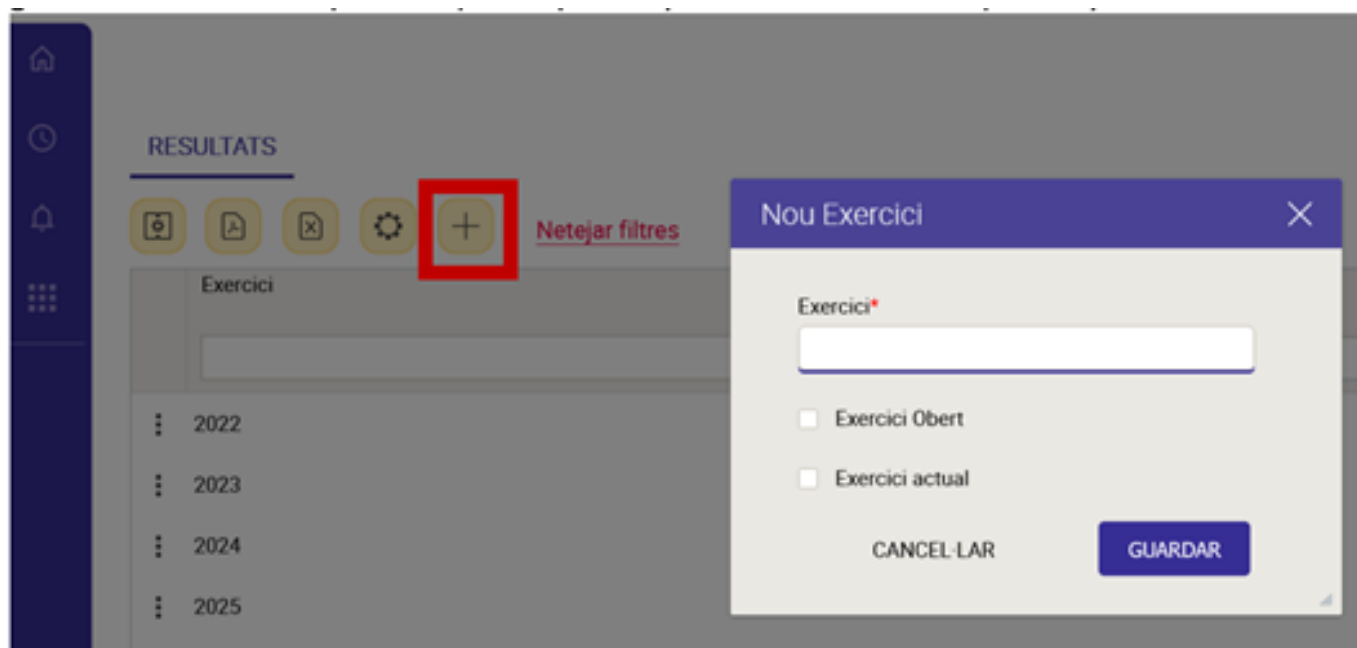 RESULTATS
Netejar filtres
Exercici
2022
2023
2024
2025
Nou Exercici
Exercici*
Exercici Obert
Exercici actual
CANCEL·LAR
GUARDAR